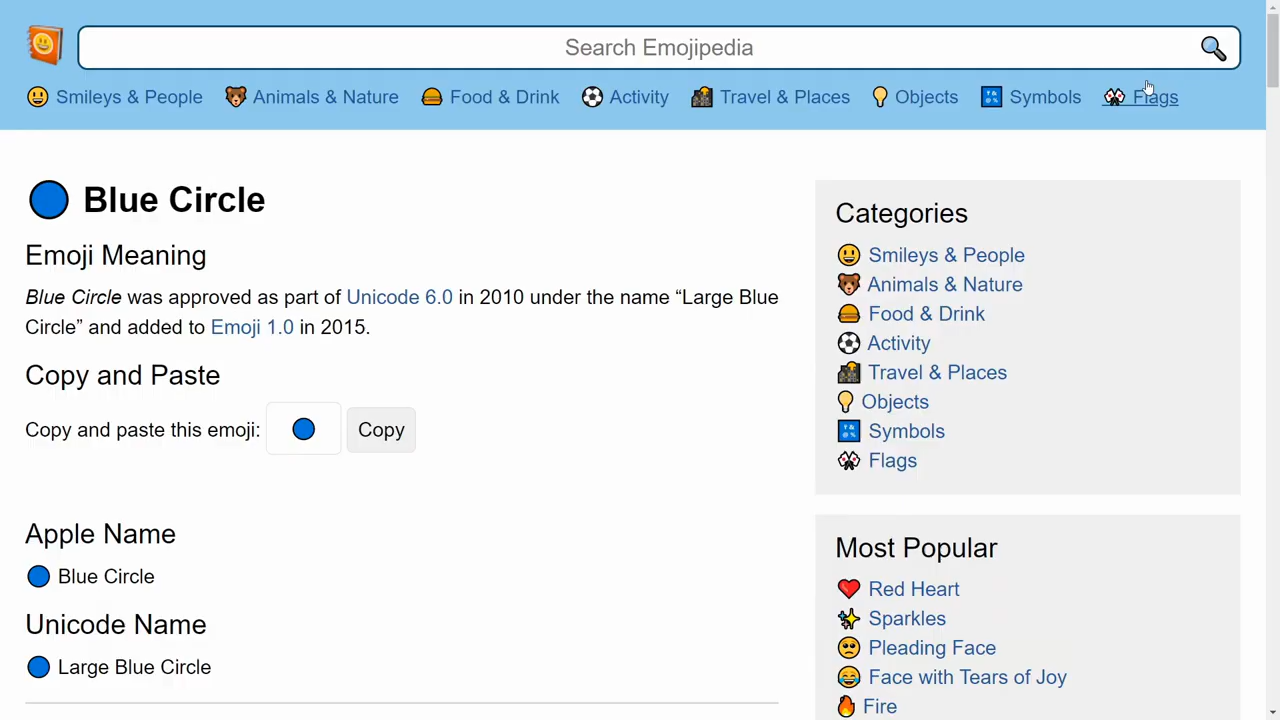 Search Emojipedia
Smileys & People Animals & Nature Food & Drink Activity Travel & Places Objects Symbols Flags
Blue Circle
Emoji Meaning
Blue Circle was approved as part of Unicode 6.0 in 2010 under the name “Large Blue
Circle” and added to Emoji 1.0 in 2015.
Copy and Paste
Copy and paste this emoji: Copy
Apple Name
Blue Circle
Unicode Name
Large Blue Circle
Categories
Smileys & People
Animals & Nature
Food & Drink
Activity
Travel & Places
Objects
Symbols
Flags
Most Popular
Red Heart
Sparkles
Pleading Face
Face with Tears of Joy
Fire